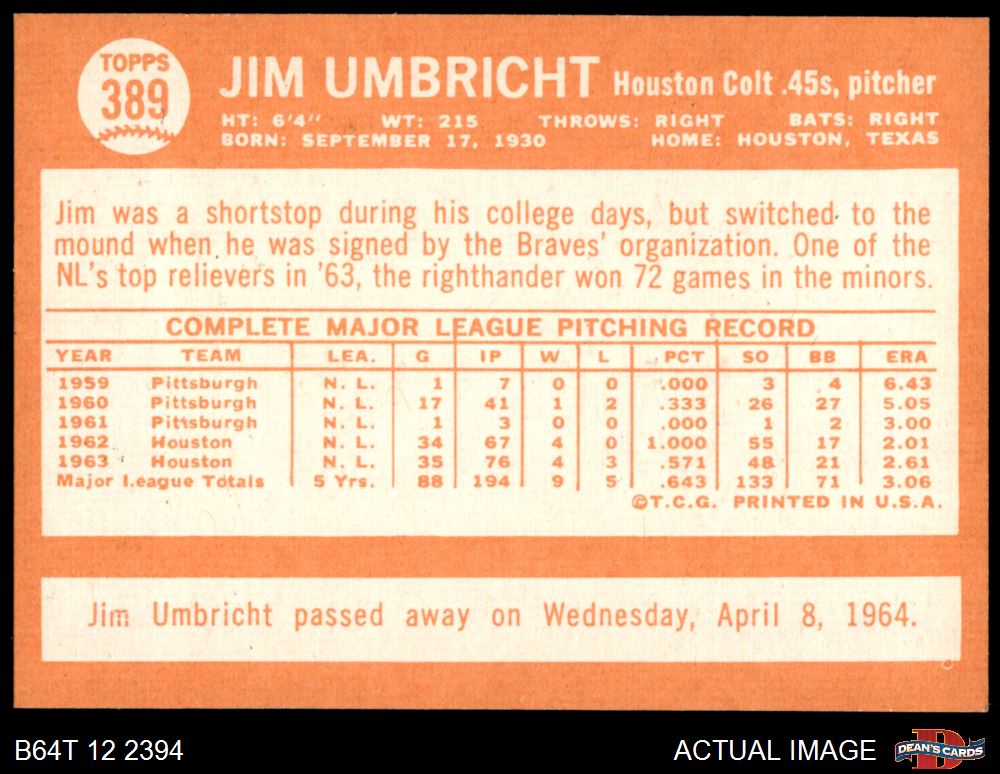 TOPPS
389
JIM UMBRICHT Houston Colt .45s, pitcher
HT: 6'4" WT: 215 THROWS: RIGHT BATS: RIGHT
BORN: SEPTEMBER 17, 1930 HOME: HOUSTON, TEXAS
Jim was a shortstop during his college days, but switched to the
mound when he was signed by the Braves' organization. One of the
NL's top relievers in '63, the righthander won 72 games in the minors.
COMPLETE MAJOR LEAGUE PITCHING RECORD
YEAR TEAM LEA. G IP W L PCT SO BB ERA
1959 Pittsburgh N. L. 1 7 0 0 .000 3 4 6.43
1960 Pittsburgh N. L. 17 41 1 2 .333 26 27 5.05
1961 Pittsburgh N. L. 1 3 0 0 .000 1 2 3.00
1962 Houston N. L. 34 67 4 0 1.000 55 17 2.01
1963 Houston N. L. 35 76 4 3 .571 48 21 2.61
Major League Totals 5 Yrs. 88 194 9 5 .643 133 71 3.06
©T.C.G. PRINTED IN U.S.A.
Jim Umbricht passed away on Wednesday, April 8, 1964.
B64T 12 2394 ACTUAL IMAGE DEAN'S CARDS